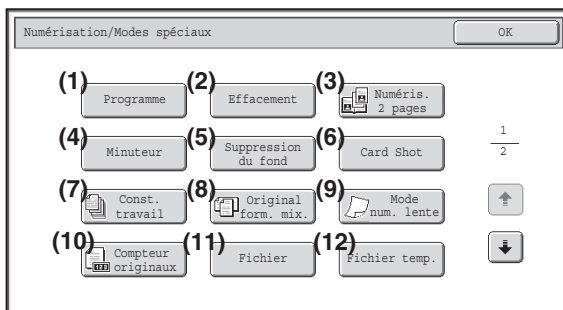 Numérisation/Modes spéciaux
OK
(1) Programme
(2) Effacement
(3) Numéris.
2 pages
(4) Minuteur
(5) Suppression
du fond
(6) Card Shot
1
2
(7) Const.
travail
(8) Original
form. mix.
(9) Mode
num. lente
(10) Compteur
originaux
123
(11) Fichier
(12) Fichier temp.